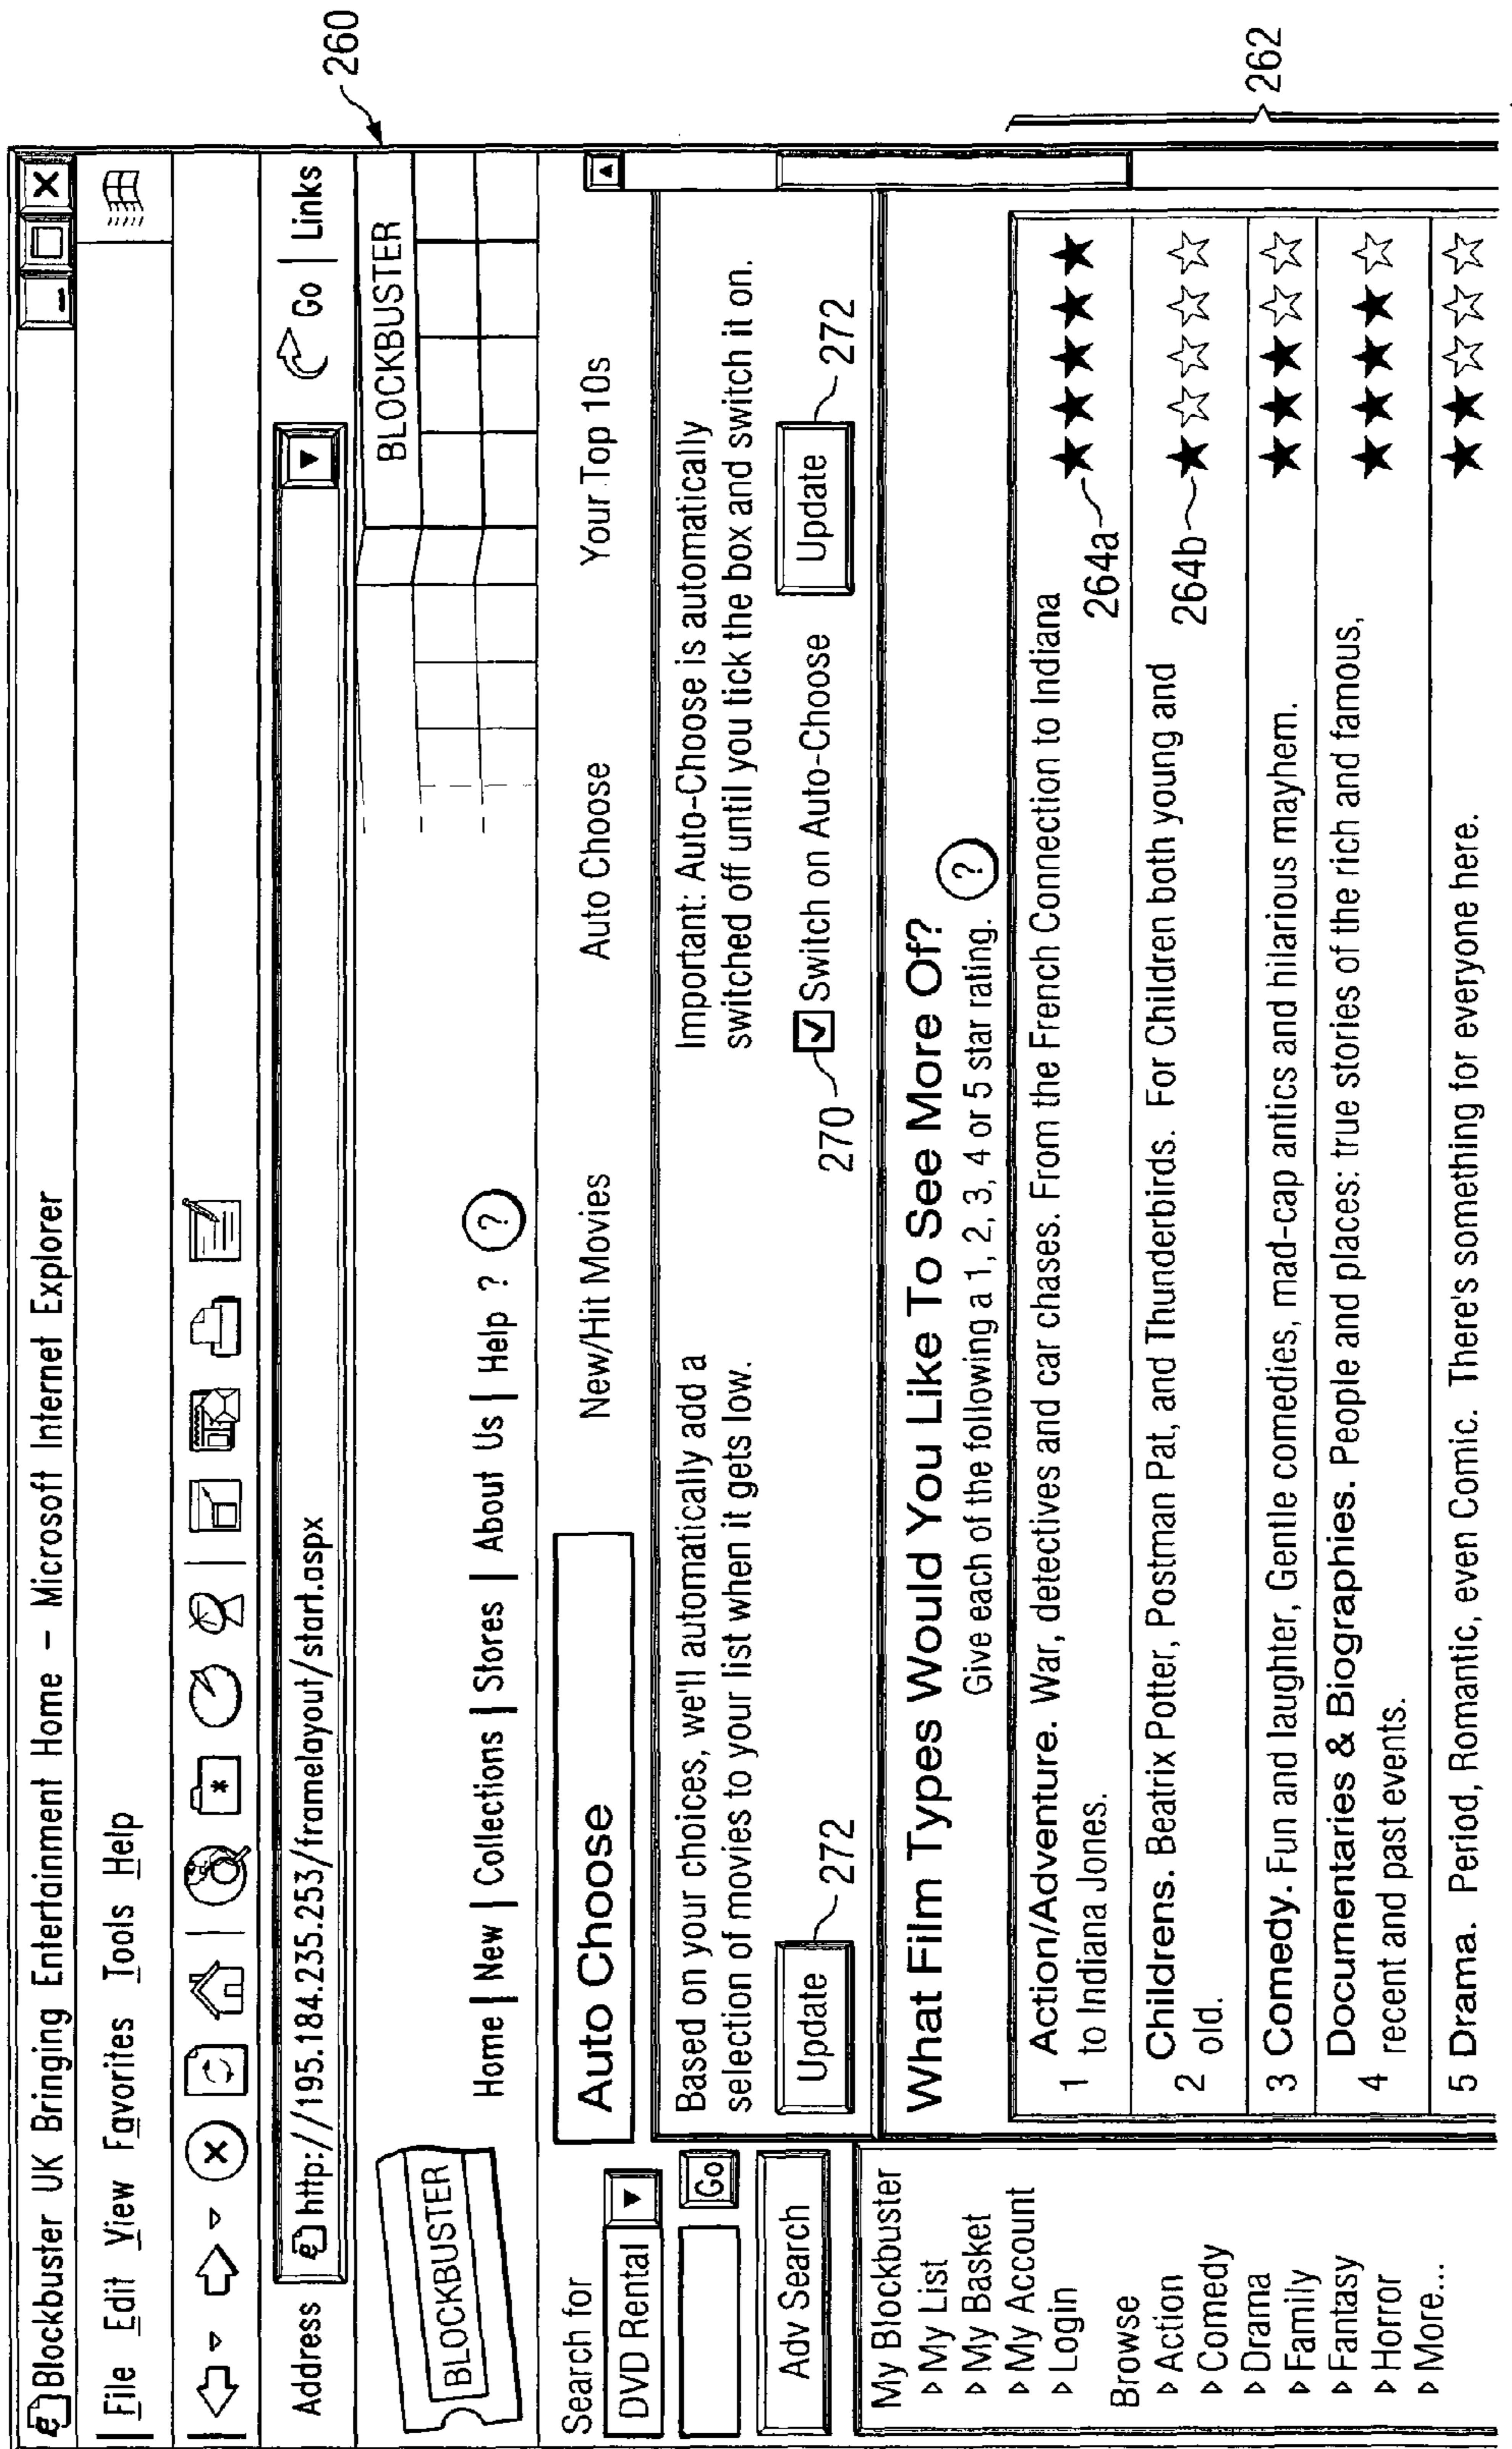 Blockbuster UK Bringing Entertainment Home – Microsoft Internet Explorer
File Edit View Favorites Tools Help
Address http://195.184.235.253/framelayout/start.aspx Go | Links
260
BLOCKBUSTER
BLOCKBUSTER
Home | New | Collections | Stores | About Us | Help ? ?
Search for
DVD Rental
Go
Adv Search
Auto Choose
New/Hit Movies
Auto Choose
Your Top 10s
Based on your choices, we'll automatically add a
selection of movies to your list when it gets low.
Update 272
Important: Auto-Choose is automatically
switched off until you tick the box and switch it on.
270 Switch on Auto-Choose
Update 272
What Film Types Would You Like To See More Of?
Give each of the following a 1, 2, 3, 4 or 5 star rating. ?
262
1 Action/Adventure. War, detectives and car chases. From the French Connection to Indiana
to Indiana Jones.
264a
2 Childrens. Beatrix Potter, Postman Pat, and Thunderbirds. For Children both young and
old.
264b
3 Comedy. Fun and laughter, Gentle comedies, mad-cap antics and hilarious mayhem.
4 Documentaries & Biographies. People and places: true stories of the rich and famous,
recent and past events.
5 Drama. Period, Romantic, even Comic. There's something for everyone here.
My Blockbuster
My List
My Basket
My Account
Login
Browse
Action
Comedy
Drama
Family
Fantasy
Horror
More...